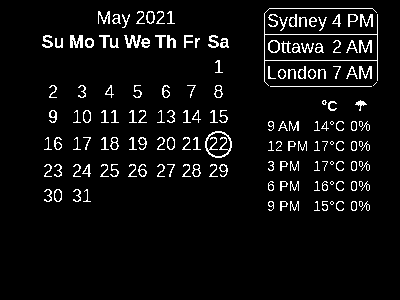 May 2021
Su Mo Tu We Th Fr Sa
1
2 3 4 5 6 7 8
9 10 11 12 13 14 15
16 17 18 19 20 21 22
23 24 25 26 27 28 29
30 31
Sydney 4 PM
Ottawa 2 AM
London 7 AM
°C ☂
9 AM 14°C 0%
12 PM 17°C 0%
3 PM 17°C 0%
6 PM 16°C 0%
9 PM 15°C 0%